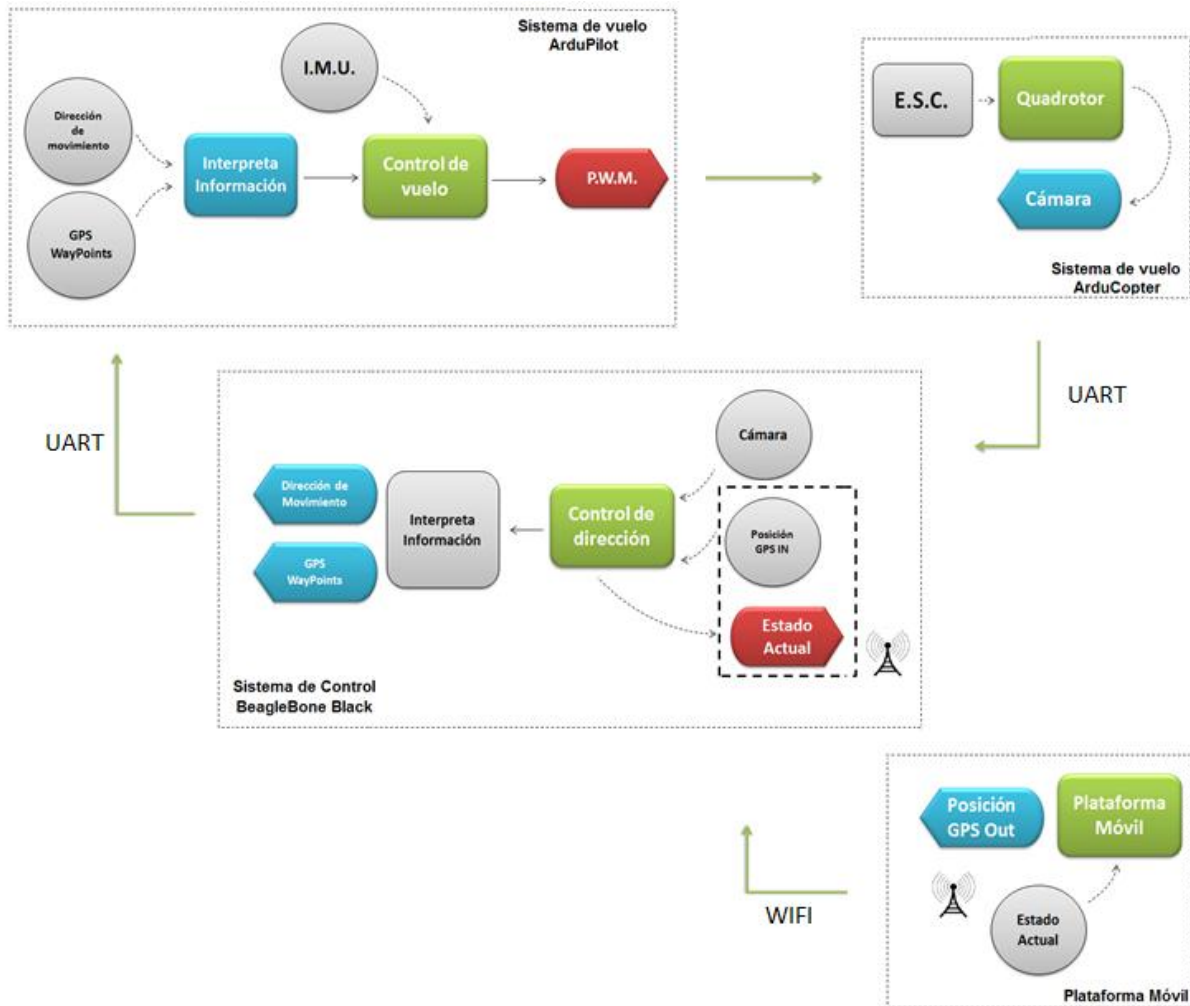 Sistema de vuelo
ArduPilot
I.M.U.
Dirección
de
movimiento
Interpreta
Información
Control de
vuelo
P.W.M.
GPS
WayPoints
E.S.C.
Quadrotor
Cámara
Sistema de vuelo
ArduCopter
UART
UART
Cámara
Dirección de
Movimiento
Interpreta
Información
Control de
dirección
Posición
GPS IN
GPS
WayPoints
Estado
Actual
Sistema de Control
BeagleBone Black
Posición
GPS Out
Plataforma
Móvil
WIFI
Estado
Actual
Plataforma Móvil